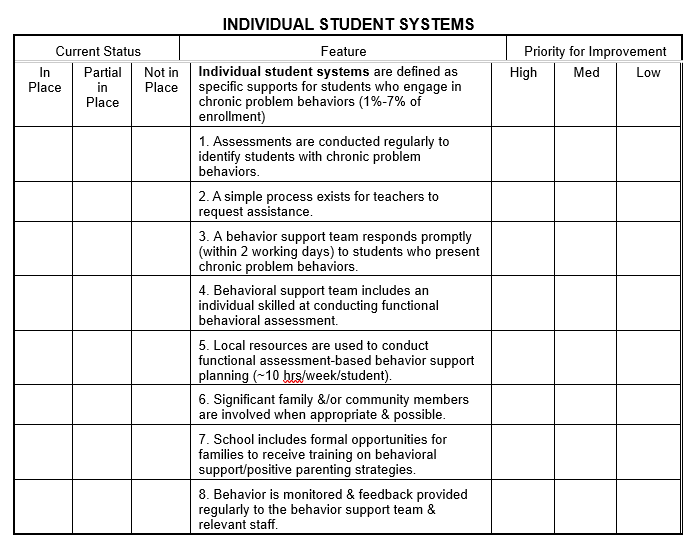 INDIVIDUAL STUDENT SYSTEMS
Current Status
Feature
Priority for Improvement
In
Place
Partial
in
Place
Not in
Place
Individual student systems are defined as
specific supports for students who engage in
chronic problem behaviors (1%-7% of
enrollment)
High
Med
Low
1. Assessments are conducted regularly to
identify students with chronic problem
behaviors.
2. A simple process exists for teachers to
request assistance.
3. A behavior support team responds promptly
(within 2 working days) to students who present
chronic problem behaviors.
4. Behavioral support team includes an
individual skilled at conducting functional
behavioral assessment.
5. Local resources are used to conduct
functional assessment-based behavior support
planning (~10 hrs/week/student).
6. Significant family &/or community members
are involved when appropriate & possible.
7. School includes formal opportunities for
families to receive training on behavioral
support/positive parenting strategies.
8. Behavior is monitored & feedback provided
regularly to the behavior support team &
relevant staff.